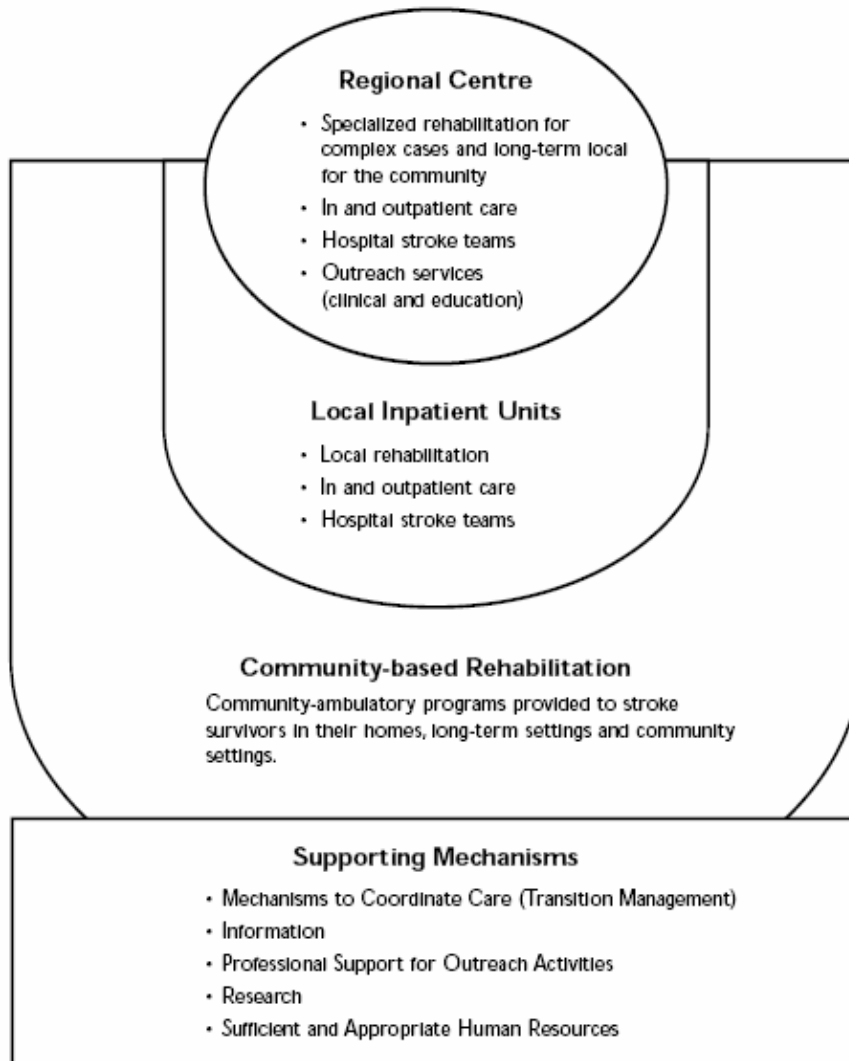 Regional Centre
• Specialized rehabilitation for
complex cases and long-term local
for the community
• In and outpatient care
• Hospital stroke teams
• Outreach services
(clinical and education)
Local Inpatient Units
• Local rehabilitation
• In and outpatient care
• Hospital stroke teams
Community-based Rehabilitation
Community-ambulatory programs provided to stroke
survivors in their homes, long-term settings and community
settings.
Supporting Mechanisms
• Mechanisms to Coordinate Care (Transition Management)
• Information
• Professional Support for Outreach Activities
• Research
• Sufficient and Appropriate Human Resources